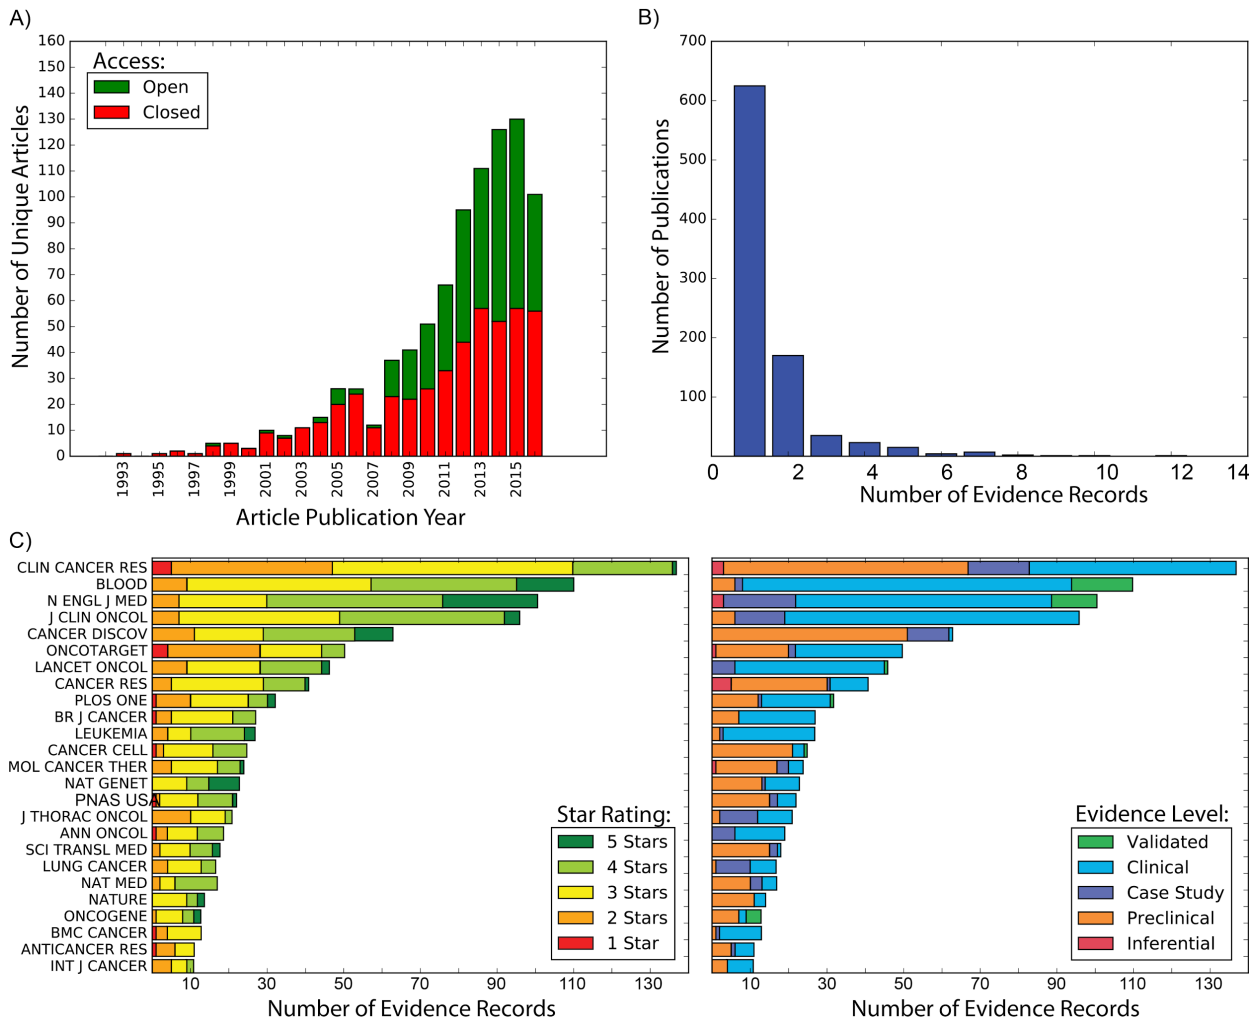 A)
160
150
140
130
120
110
100
90
80
70
60
50
40
30
20
10
0
Number of Unique Articles
Access:
Open
Closed
1993
1995
1997
1999
2001
2003
2005
2007
2009
2011
2013
2015
Article Publication Year
B)
700
600
500
400
300
200
100
Number of Publications
0 2 4 6 8 10 12 14
Number of Evidence Records
C)
CLIN CANCER RES
BLOOD
N ENGL J MED
J CLIN ONCOL
CANCER DISCOV
ONCOTARGET
LANCET ONCOL
CANCER RES
PLOS ONE
BR J CANCER
LEUKEMIA
CANCER CELL
MOL CANCER THER
NAT GENET
PNAS USA
J THORAC ONCOL
ANN ONCOL
SCI TRANSL MED
LUNG CANCER
NAT MED
NATURE
ONCOGENE
BMC CANCER
ANTICANCER RES
INT J CANCER
Star Rating:
5 Stars
4 Stars
3 Stars
2 Stars
1 Star
10 30 50 70 90 110 130
Number of Evidence Records
Evidence Level:
Validated
Clinical
Case Study
Preclinical
Inferential
10 30 50 70 90 110 130
Number of Evidence Records